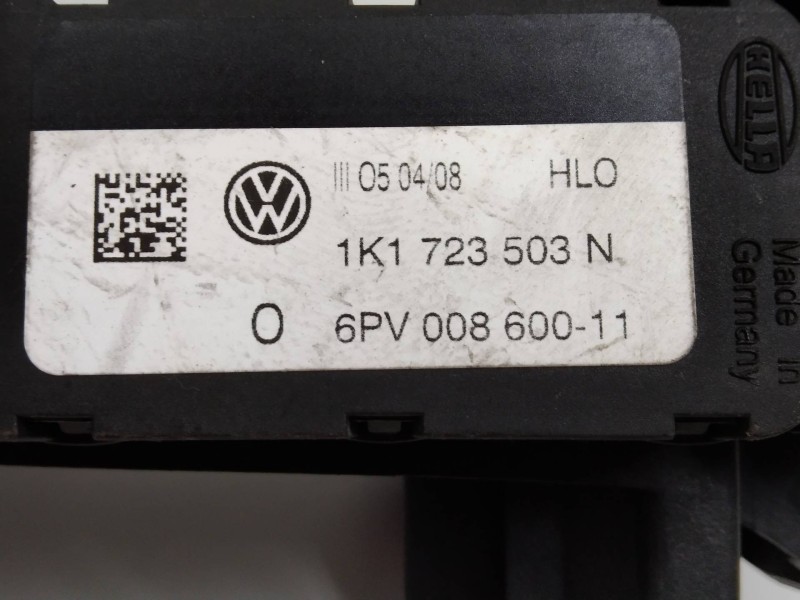 III 05 04/08 HLO
1K1 723 503 N
O 6PV 008 600-11
HELLA
Made in
Germany